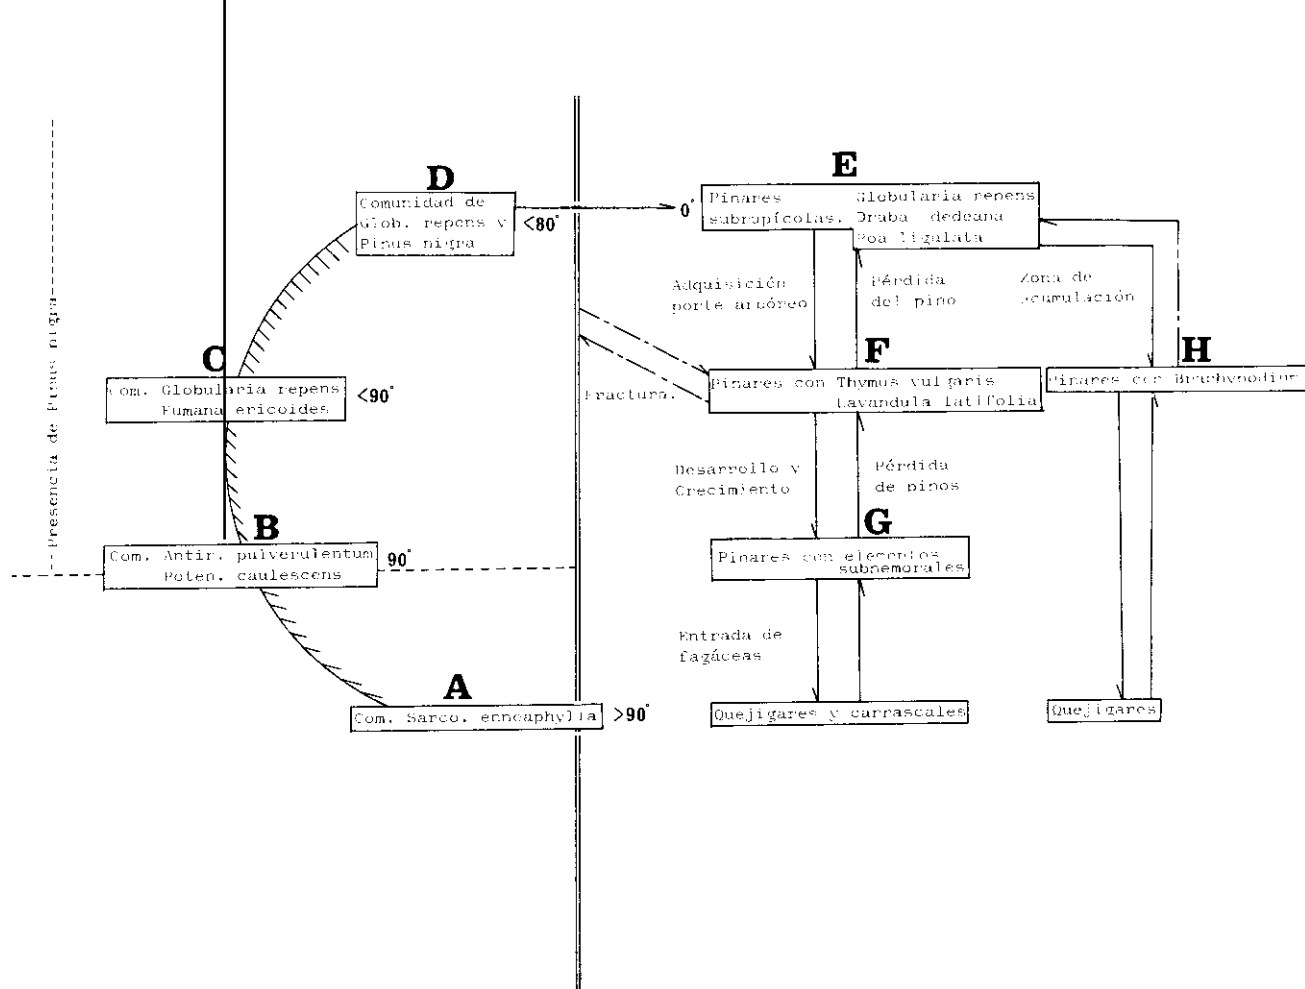 D
Comunidad de
Glob. repens y
Pinus nigra
<80°
0°
E
Pinares
subrupícolas.
Globularia repens
Draba dedeana
Poa ligulata
Adquisición
porte arbóreo
Pérdida
del pino
Zona de
acumulación
Presencia de Pinus nigra
C
Com. Globularia repens
Fumana ericoides
<90°
Fractura.
F
Pinares con Thymus vulgaris
Lavandula latifolia
H
Pinares con Brachypodium
Desarrollo y
Crecimiento
Pérdida
de pinos
B
Com. Antir. pulverulentum
Poten. caulescens
90°
G
Pinares con elementos
subnemorales
Entrada de
fagáceas
A
Com. Sarco. enneaphylla
>90°
Quejigares y carrascales
Quejigares